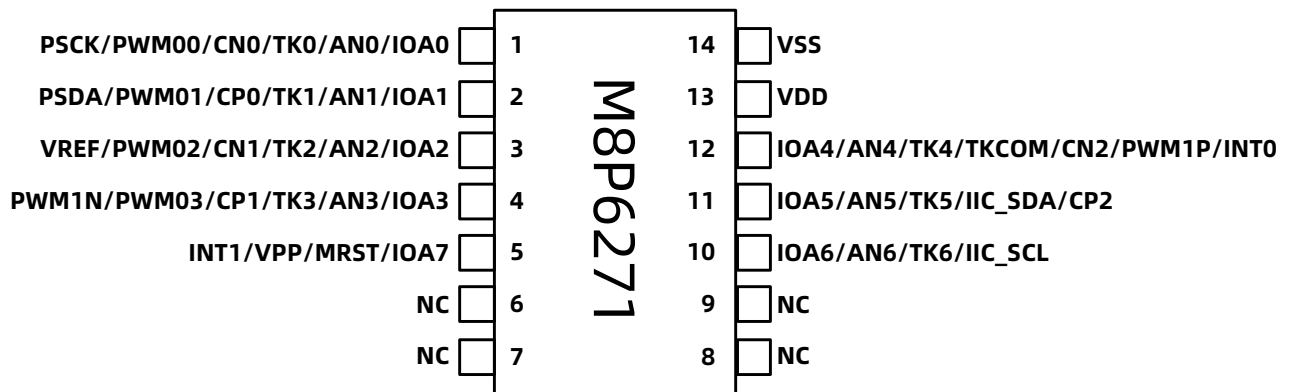 PSCK/PWM00/CN0/TK0/AN0/IOA0 1 14 VSS
PSDA/PWM01/CP0/TK1/AN1/IOA1 2 13 VDD
VREF/PWM02/CN1/TK2/AN2/IOA2 3 12 IOA4/AN4/TK4/TKCOM/CN2/PWM1P/INT0
PWM1N/PWM03/CP1/TK3/AN3/IOA3 4 11 IOA5/AN5/TK5/IIC_SDA/CP2
INT1/VPP/MRST/IOA7 5 10 IOA6/AN6/TK6/IIC_SCL
NC 6 9 NC
NC 7 8 NC
M8P6271